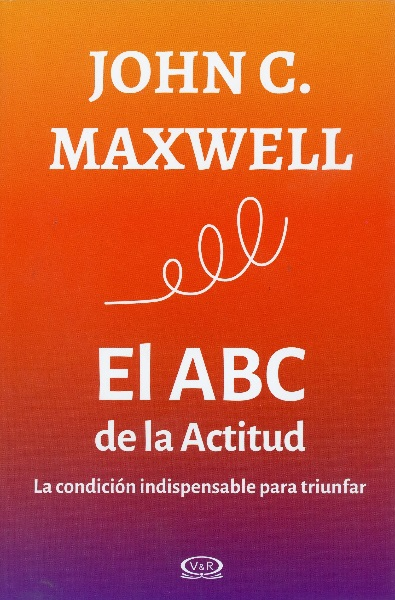 JOHN C.
MAXWELL
El ABC
de la Actitud
La condición indispensable para triunfar
V&R